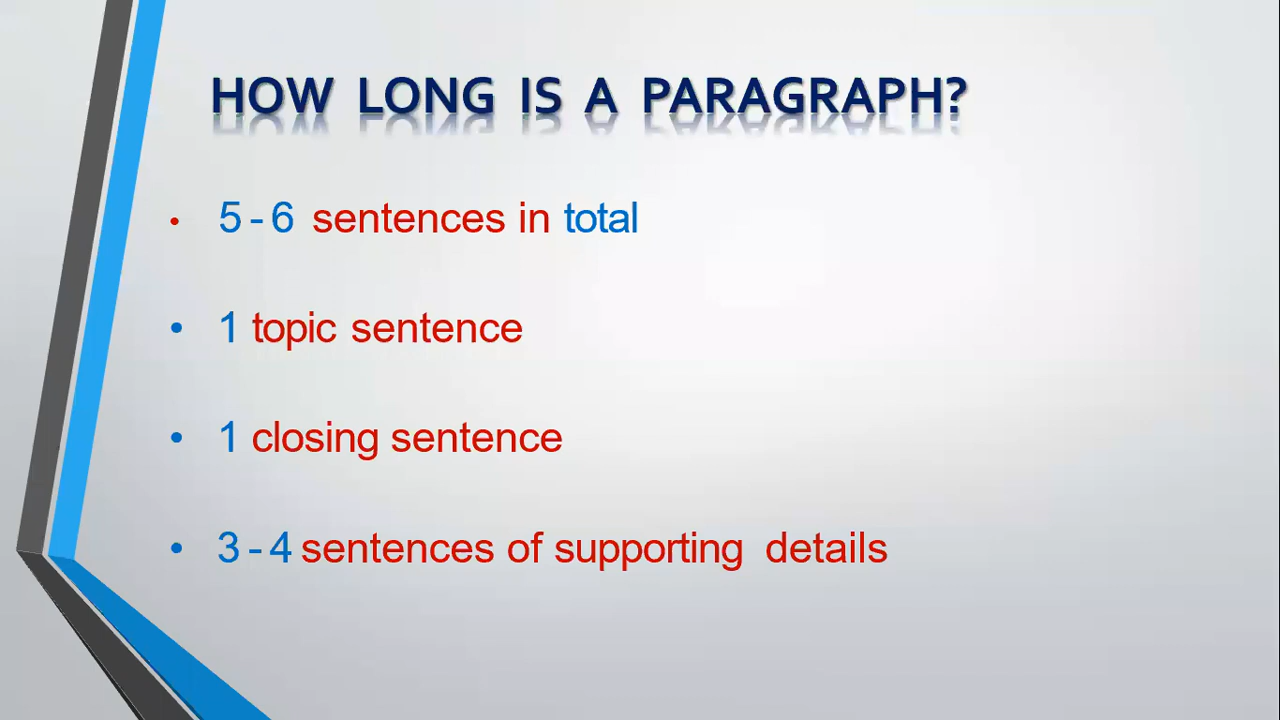 HOW LONG IS A PARAGRAPH?
• 5 - 6 sentences in total
• 1 topic sentence
• 1 closing sentence
• 3 - 4 sentences of supporting details